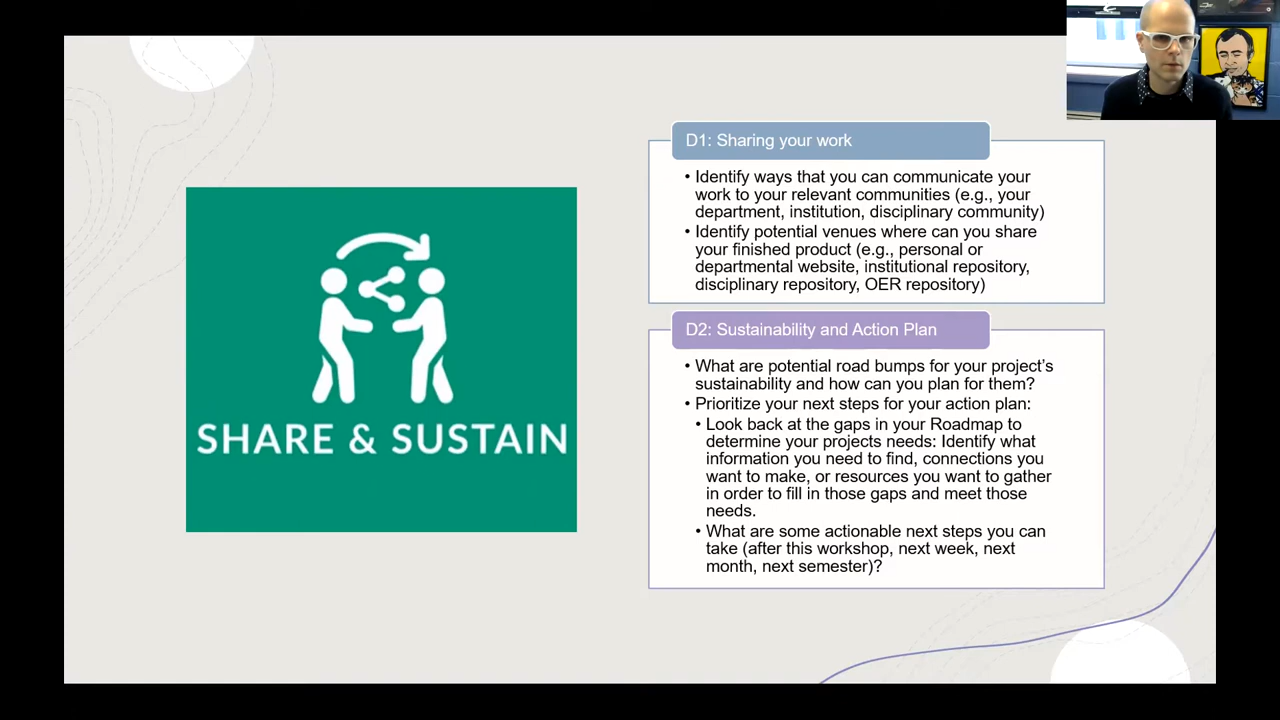 SHARE & SUSTAIN
D1: Sharing your work
• Identify ways that you can communicate your
work to your relevant communities (e.g., your
department, institution, disciplinary community)
• Identify potential venues where can you share
your finished product (e.g., personal or
departmental website, institutional repository,
disciplinary repository, OER repository)
D2: Sustainability and Action Plan
• What are potential road bumps for your project’s
sustainability and how can you plan for them?
• Prioritize your next steps for your action plan:
• Look back at the gaps in your Roadmap to
determine your projects needs: Identify what
information you need to find, connections you
want to make, or resources you want to gather
in order to fill in those gaps and meet those
needs.
• What are some actionable next steps you can
take (after this workshop, next week, next
month, next semester)?